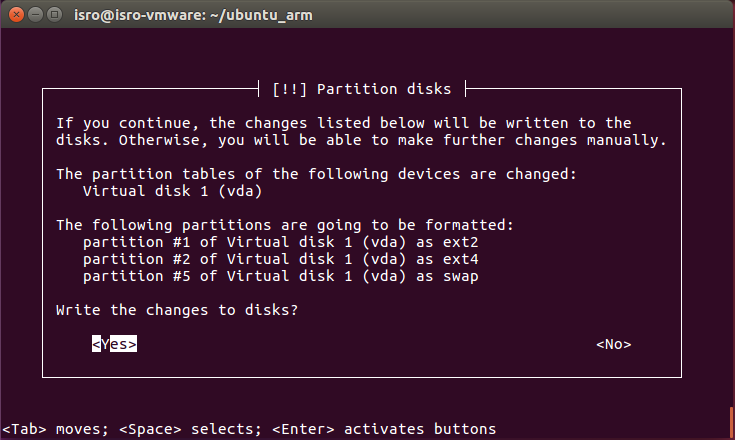 isro@isro-vmware: ~/ubuntu_arm
[!!] Partition disks
If you continue, the changes listed below will be written to the
disks. Otherwise, you will be able to make further changes manually.
The partition tables of the following devices are changed:
Virtual disk 1 (vda)
The following partitions are going to be formatted:
partition #1 of Virtual disk 1 (vda) as ext2
partition #2 of Virtual disk 1 (vda) as ext4
partition #5 of Virtual disk 1 (vda) as swap
Write the changes to disks?
<Yes> <No>
<Tab> moves; <Space> selects; <Enter> activates buttons